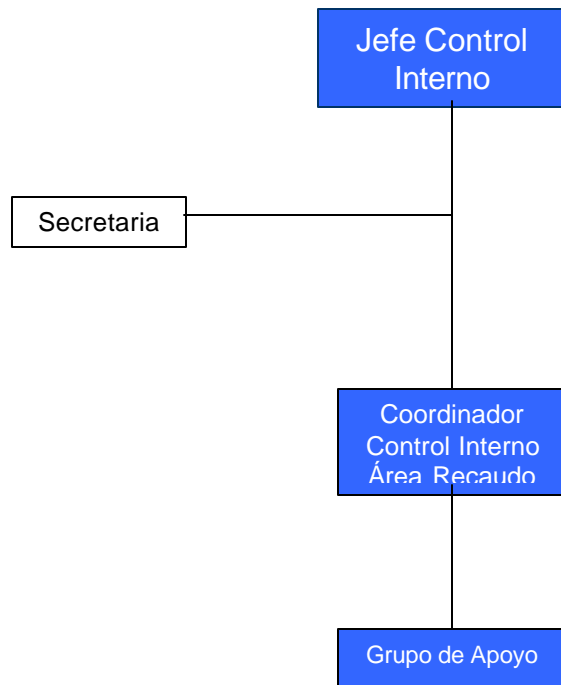 Jefe Control
Interno
Secretaria
Coordinador
Control Interno
Área Recaudo
Grupo de Apoyo